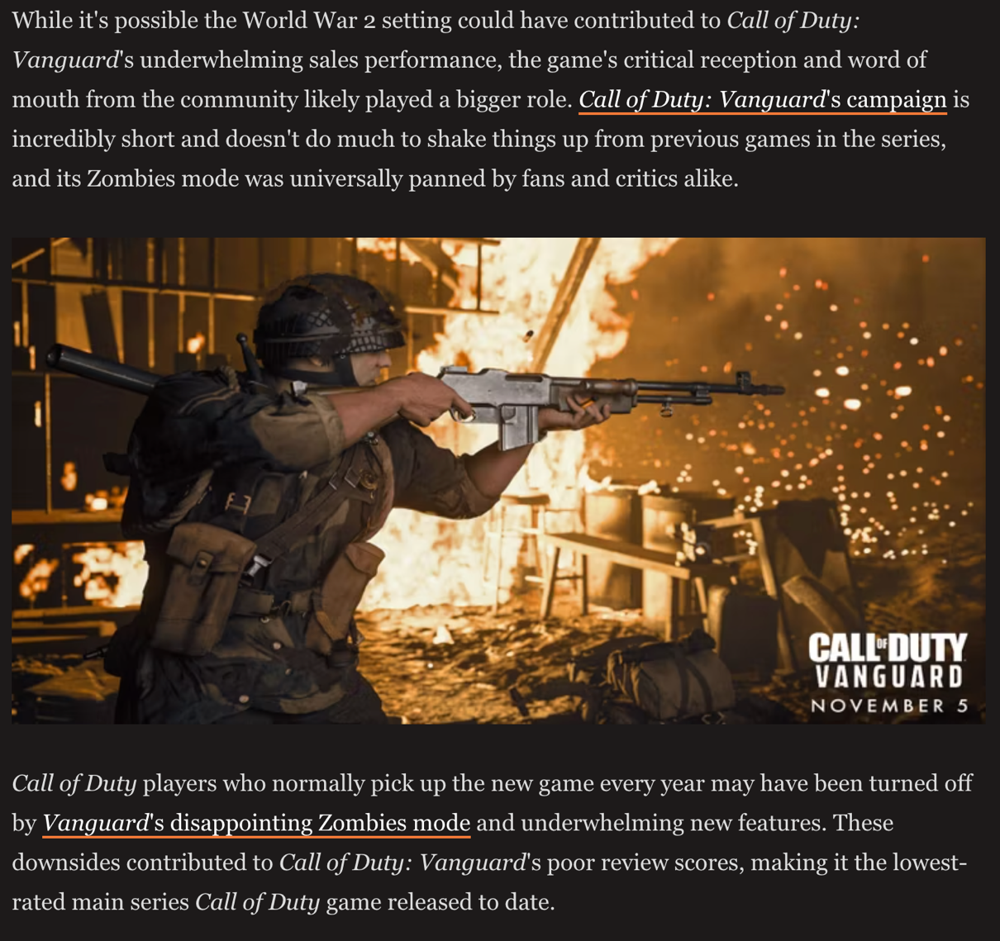 While it's possible the World War 2 setting could have contributed to Call of Duty:
Vanguard's underwhelming sales performance, the game's critical reception and word of
mouth from the community likely played a bigger role. Call of Duty: Vanguard's campaign is
incredibly short and doesn't do much to shake things up from previous games in the series,
and its Zombies mode was universally panned by fans and critics alike.
CALL OF DUTY
VANGUARD
NOVEMBER 5
Call of Duty players who normally pick up the new game every year may have been turned off
by Vanguard's disappointing Zombies mode and underwhelming new features. These
downsides contributed to Call of Duty: Vanguard's poor review scores, making it the lowest-
rated main series Call of Duty game released to date.